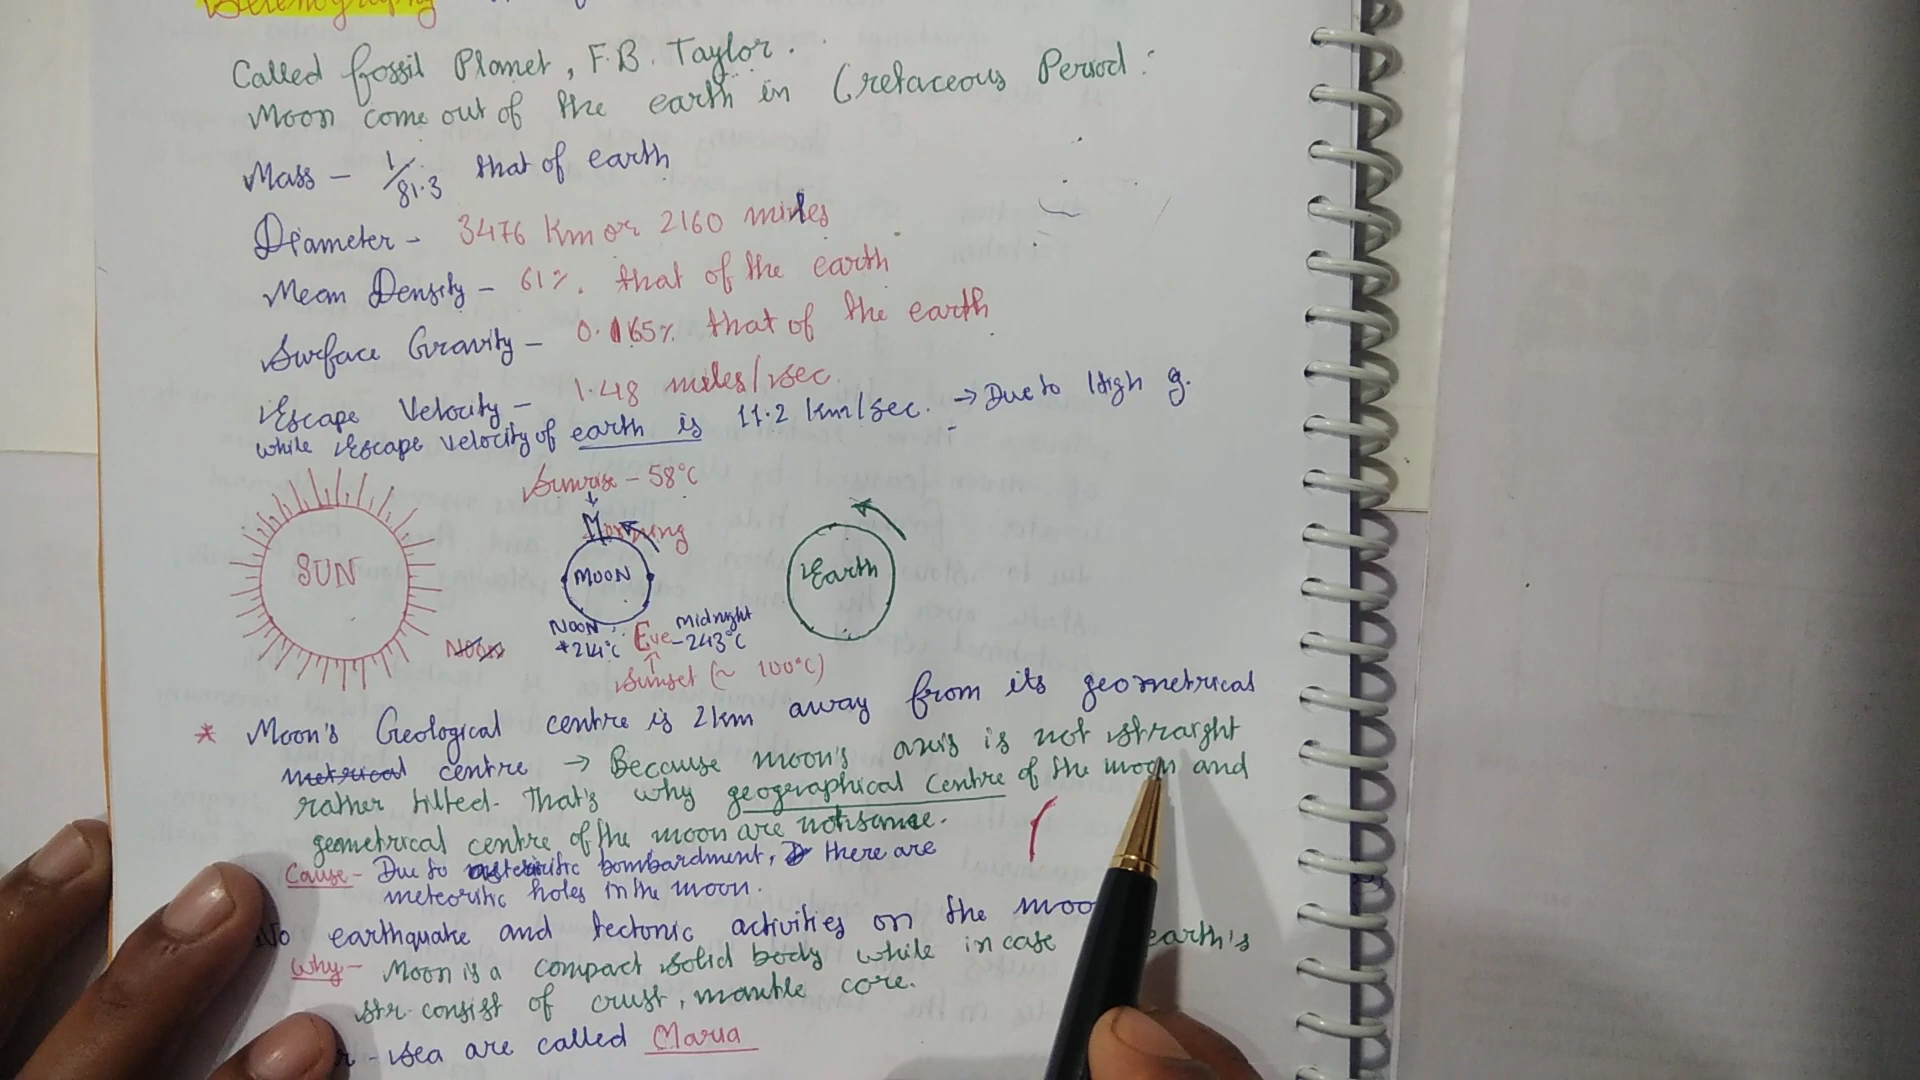 Selenography
Called fossil Planet, F.B. Taylor.
Moon come out of the earth in Cretaceous Period.
Mass - 1/81.3 that of earth
Diameter - 3476 Km or 2160 miles
Mean Density - 61% that of the earth
Surface Gravity - 0.165% that of the earth
Escape Velocity - 1.48 miles/sec.
while Escape velocity of earth is 11.2 km/sec. → Due to High g.
Sunrise - 58°C
Morning
SUN
MOON
Earth
Noon
Noon
+214°C
Eve
Midnight
-243°C
Sunset (~ 100°C)
* Moon's Geological centre is 2km away from its geometrical
metrical centre → Because moon's axis is not straight
rather tilted. That's why geographical centre of the moon and
geometrical centre of the moon are not same.
Cause - Due to bombardment, there are
meteoritic holes in the moon.
No earthquake and tectonic activities on the moo
Why - Moon is a compact solid body while in case earth's
str. consist of crust, mantle core.
- Sea are called Maria